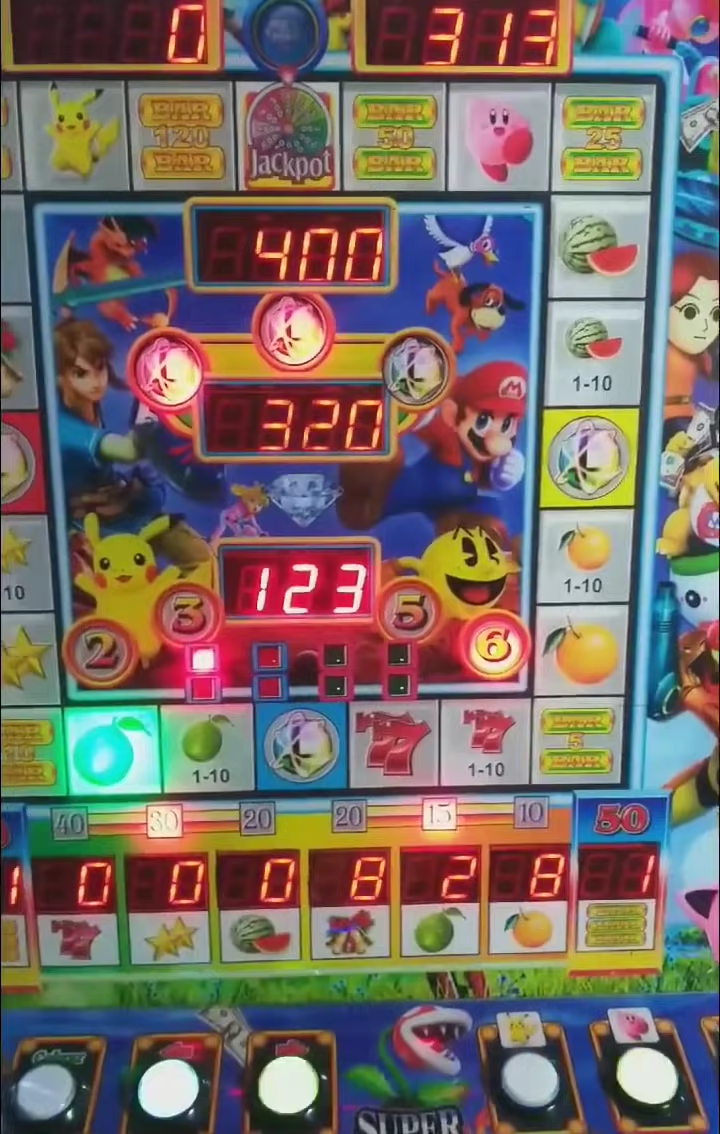 0 313
BAR 120 BAR
Jackpot
BAR 50 BAR
BAR 25 BAR
400
320
M
1-10
123
1-10
10
3 5
2 6
1-10
1-10
BAR 5 BAR
40 30 20 20 15 10 50
1 0 0 0 8 2 8 1
SUPER